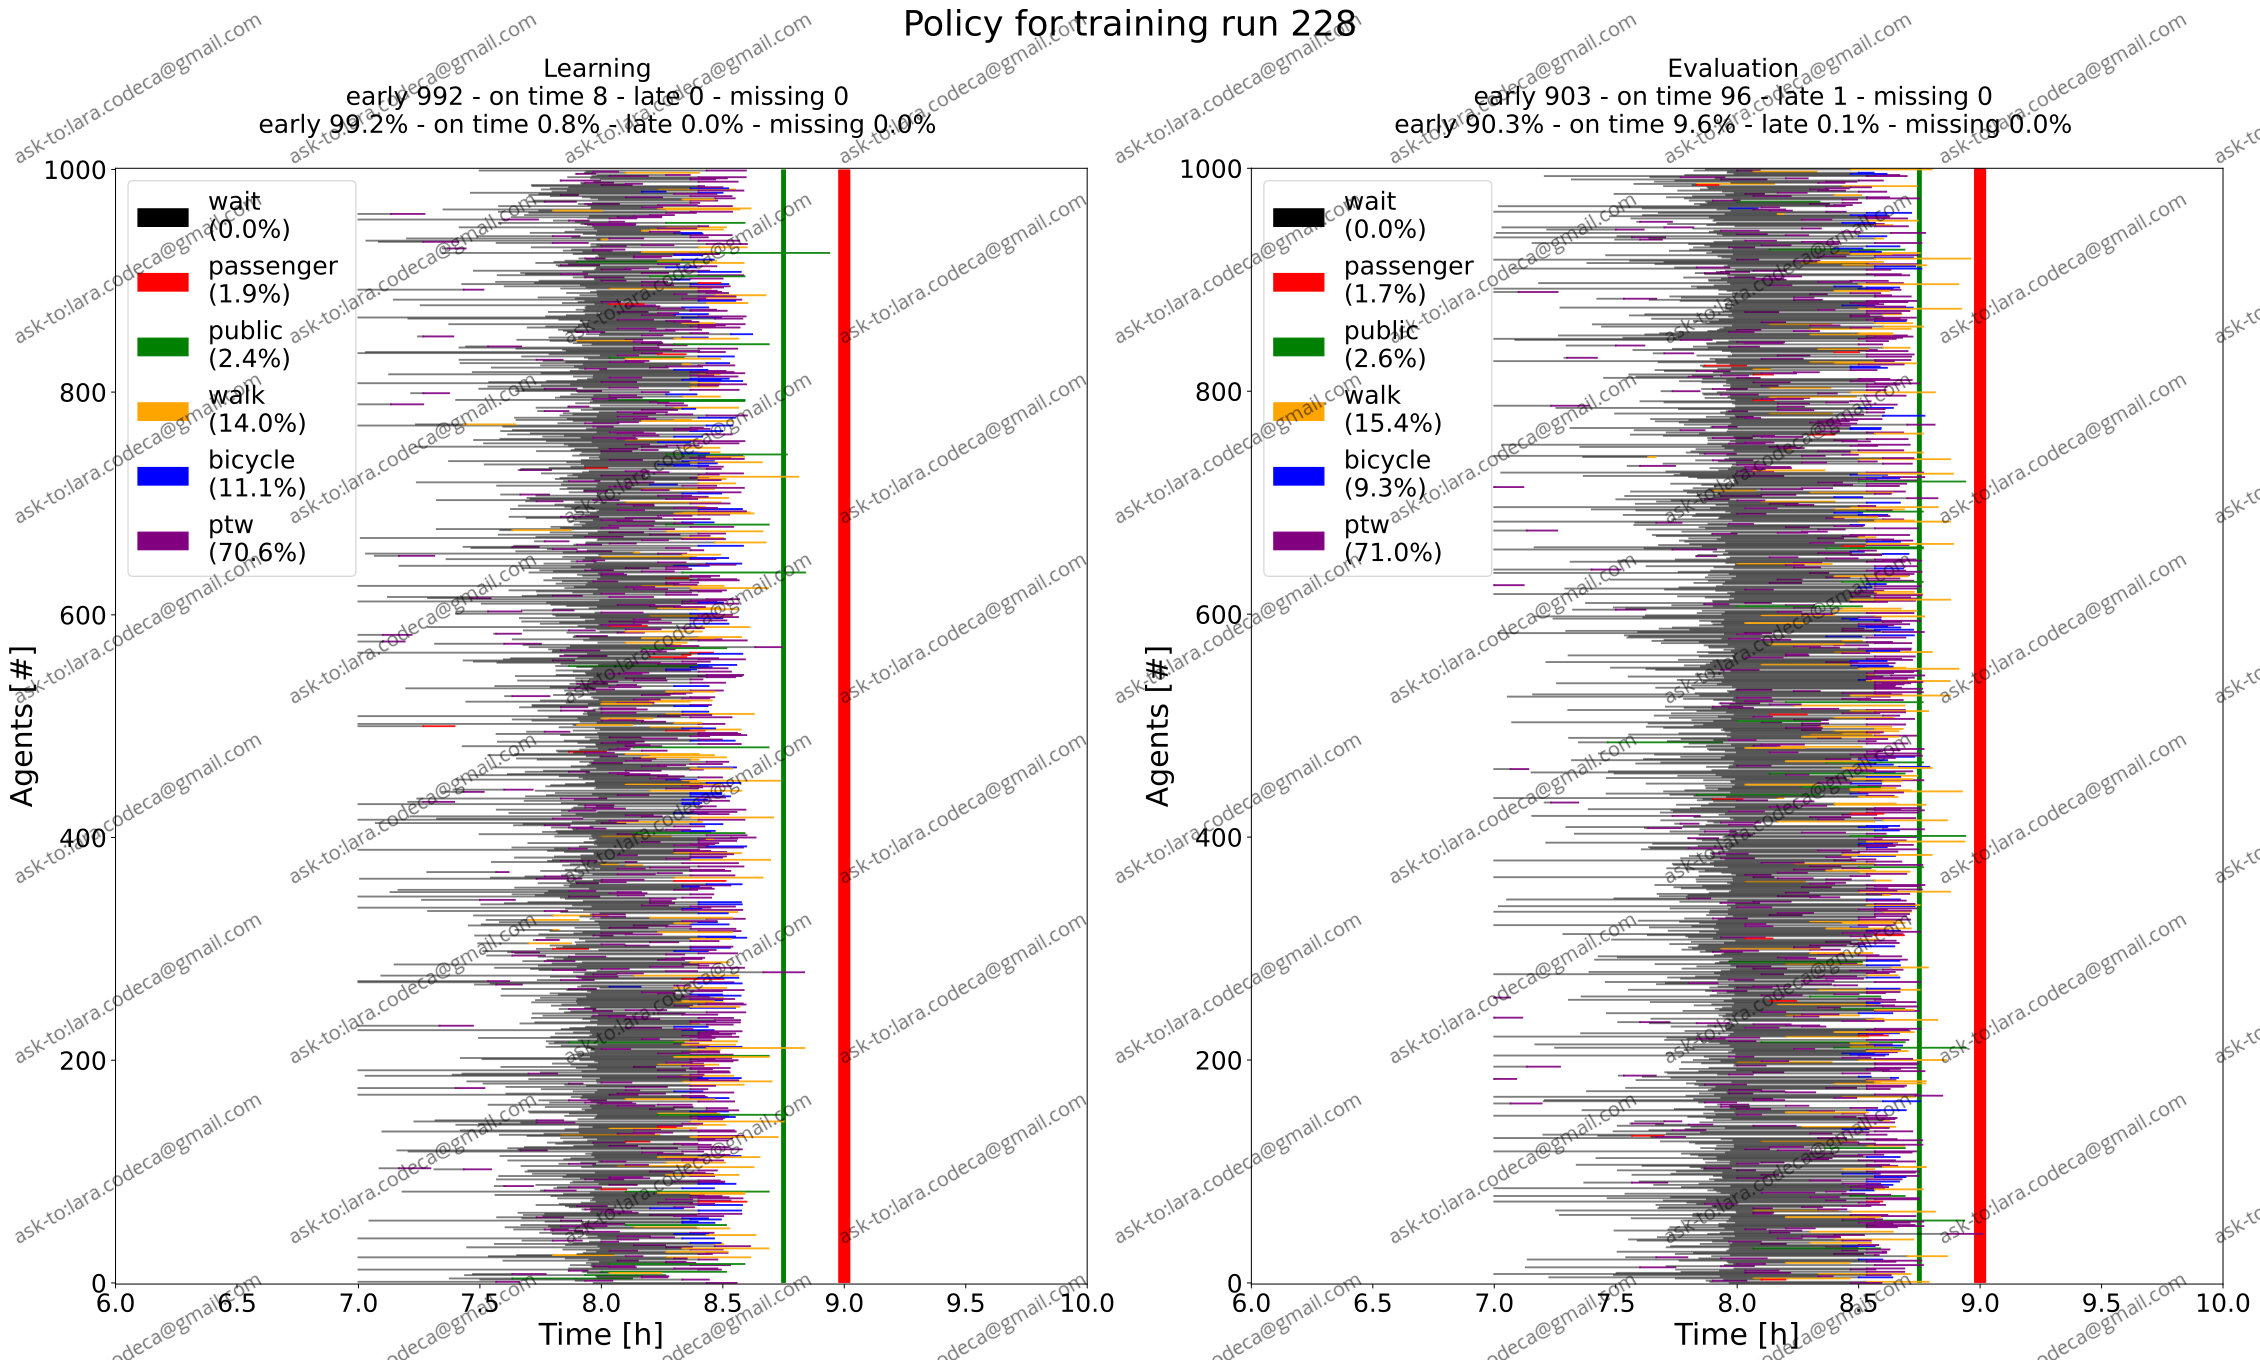 Policy for training run 228
Learning
early 992 - on time 8 - late 0 - missing 0
early 99.2% - on time 0.8% - late 0.0% - missing 0.0%
1000
800
600
400
200
0
Agents [#]
wait
(0.0%)
passenger
(1.9%)
public
(2.4%)
walk
(14.0%)
bicycle
(11.1%)
ptw
(70.6%)
6.0 6.5 7.0 7.5 8.0 8.5 9.0 9.5 10.0
Time [h]
Evaluation
early 903 - on time 96 - late 1 - missing 0
early 90.3% - on time 9.6% - late 0.1% - missing 0.0%
1000
800
600
400
200
0
Agents [#]
wait
(0.0%)
passenger
(1.7%)
public
(2.6%)
walk
(15.4%)
bicycle
(9.3%)
ptw
(71.0%)
6.0 6.5 7.0 7.5 8.0 8.5 9.0 9.5 10.0
Time [h]
ask-to:lara.codeca@gmail.com